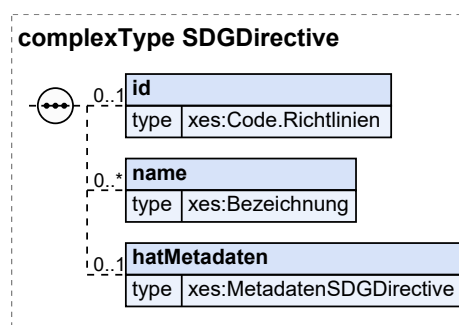 complexType SDGDirective
0..1 id
type xes:Code.Richtlinien
0..* name
type xes:Bezeichnung
0..1 hatMetadaten
type xes:MetadatenSDGDirective